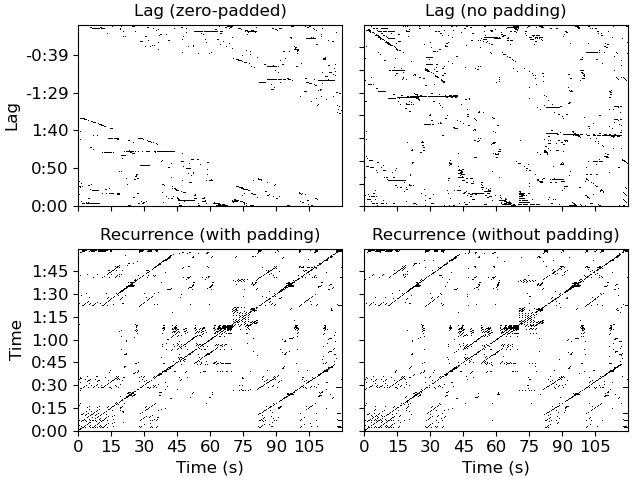 Lag (zero-padded) Lag (no padding)
Lag
-0:39
-1:29
1:40
0:50
0:00
Recurrence (with padding) Recurrence (without padding)
Time
1:45
1:30
1:15
1:00
0:45
0:30
0:15
0:00
0 15 30 45 60 75 90 105 0 15 30 45 60 75 90 105
Time (s) Time (s)